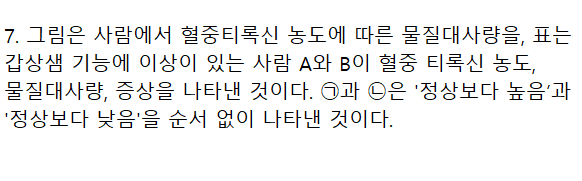 7. 그림은 사람에서 혈중티록신 농도에 따른 물질대사량을, 표는
갑상샘 기능에 이상이 있는 사람 A와 B이 혈중 티록신 농도,
물질대사량, 증상을 나타낸 것이다. ㉠과 ㉡은 '정상보다 높음'과
'정상보다 낮음'을 순서 없이 나타낸 것이다.